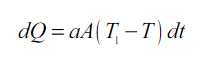 dQ = aA(T₁ − T) dt